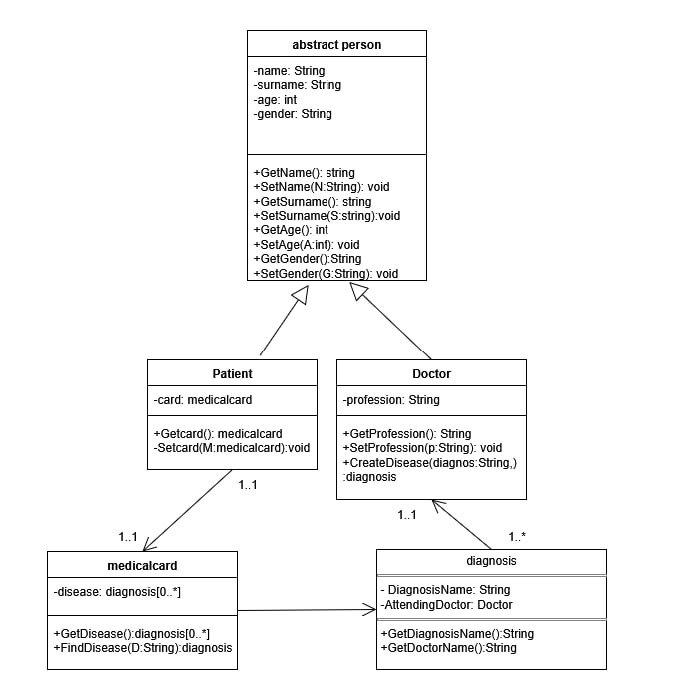 abstract person
-name: String
-surname: String
-age: int
-gender: String
+GetName(): string
+SetName(N:String): void
+GetSurname(): string
+SetSurname(S:string):void
+GetAge(): int
+SetAge(A:int): void
+GetGender():String
+SetGender(G:String): void
Patient
-card: medicalcard
+Getcard(): medicalcard
-Setcard(M:medicalcard):void
Doctor
-profession: String
+GetProfession(): String
+SetProfession(p:String): void
+CreateDisease(diagnos:String,)
:diagnosis
1..1
1..1
1..1
1..*
medicalcard
-disease: diagnosis[0..*]
+GetDisease():diagnosis[0..*]
+FindDisease(D:String):diagnosis
diagnosis
- DiagnosisName: String
-AttendingDoctor: Doctor
+GetDiagnosisName():String
+GetDoctorName():String